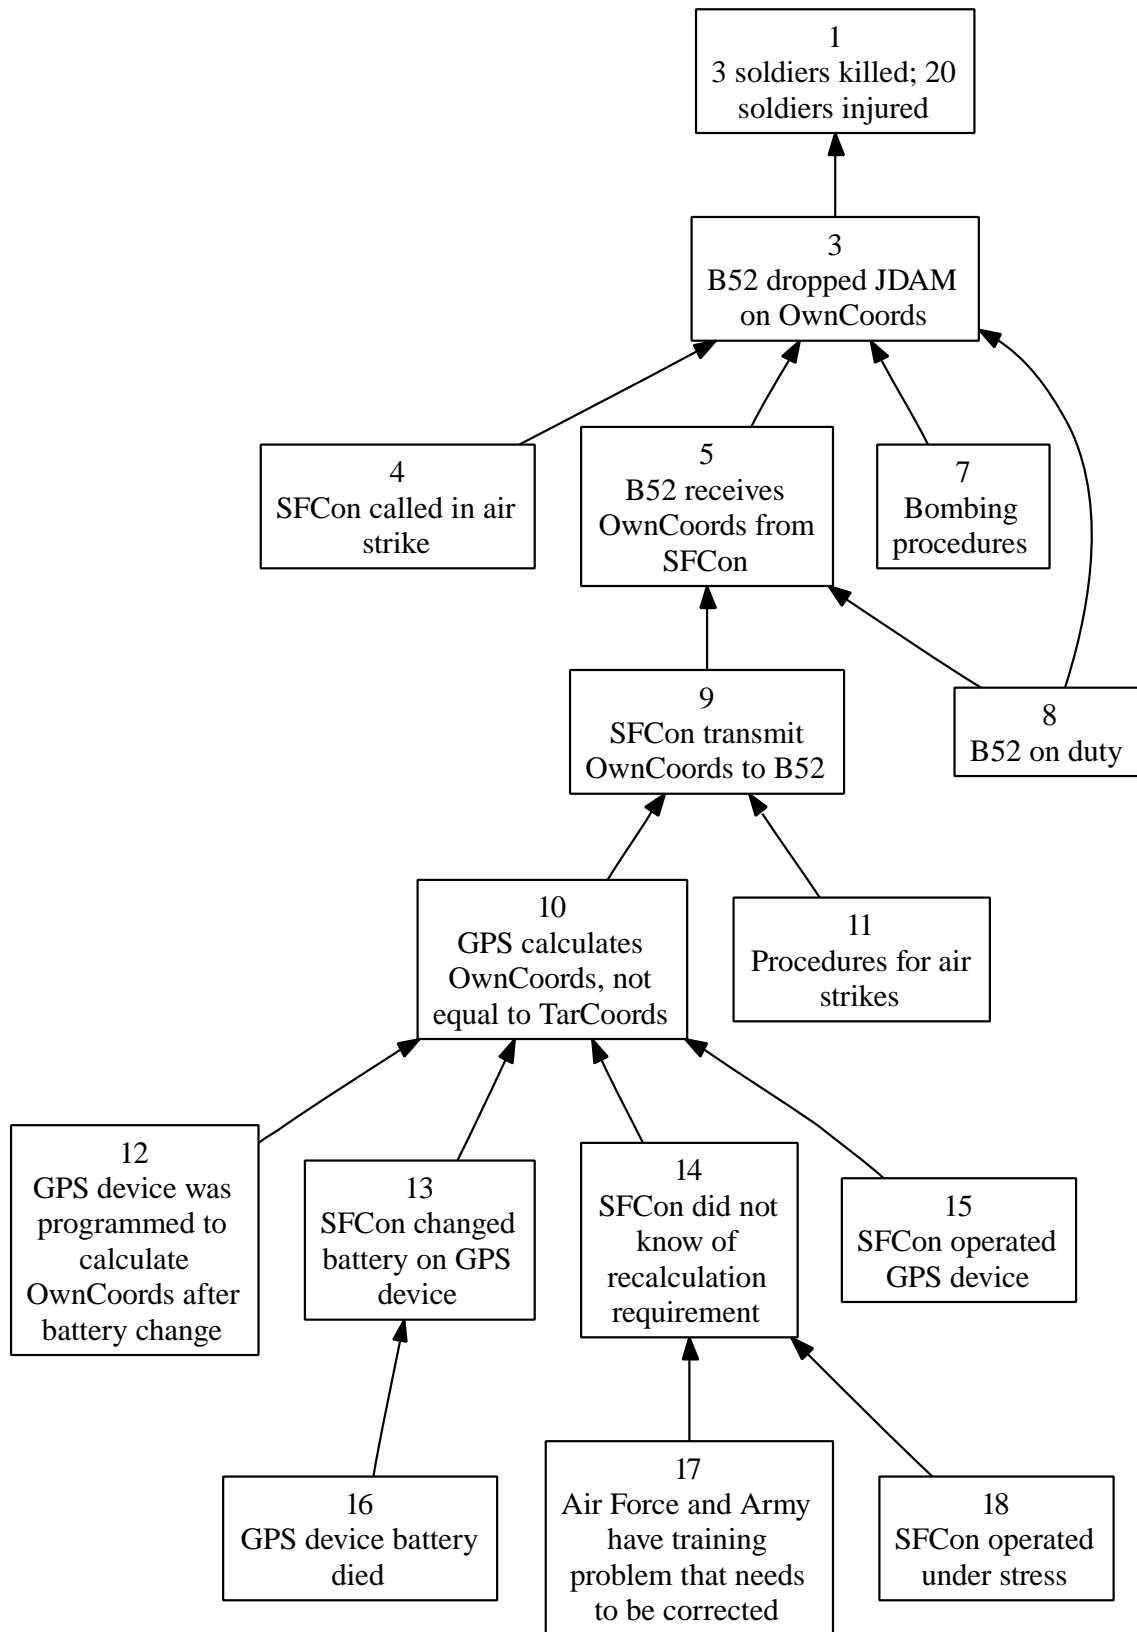 1
3 soldiers killed; 20
soldiers injured
3
B52 dropped JDAM
on OwnCoords
4
SFCon called in air
strike
5
B52 receives
OwnCoords from
SFCon
7
Bombing
procedures
9
SFCon transmit
OwnCoords to B52
8
B52 on duty
10
GPS calculates
OwnCoords, not
equal to TarCoords
11
Procedures for air
strikes
12
GPS device was
programmed to
calculate
OwnCoords after
battery change
13
SFCon changed
battery on GPS
device
14
SFCon did not
know of
recalculation
requirement
15
SFCon operated
GPS device
16
GPS device battery
died
17
Air Force and Army
have training
problem that needs
to be corrected
18
SFCon operated
under stress